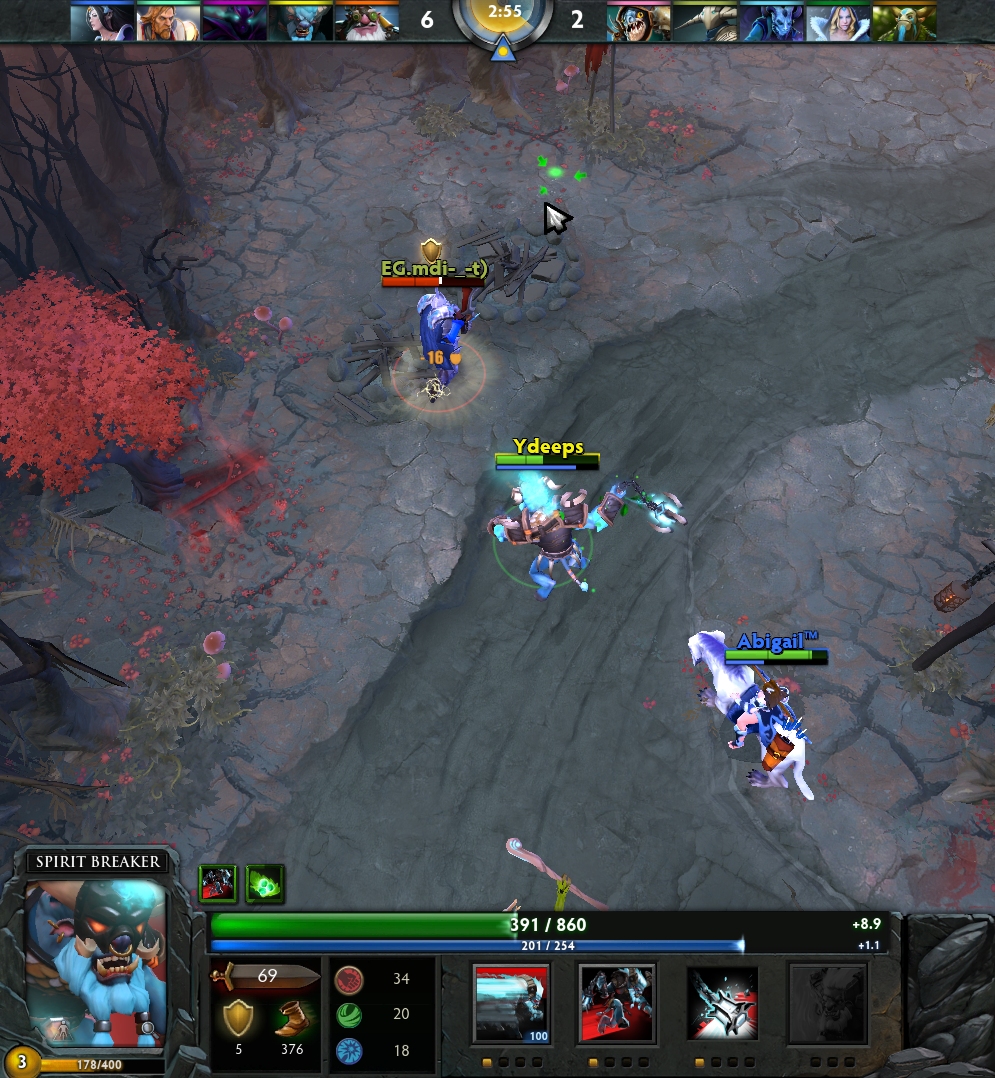 6 2:55 2
EG.mdi-_-t)
16
Ydeeps
Abigail™
SPIRIT BREAKER
391 / 860 +8.9
201 / 254 +1.1
69 34
20
5 376 18
100
3 178/400